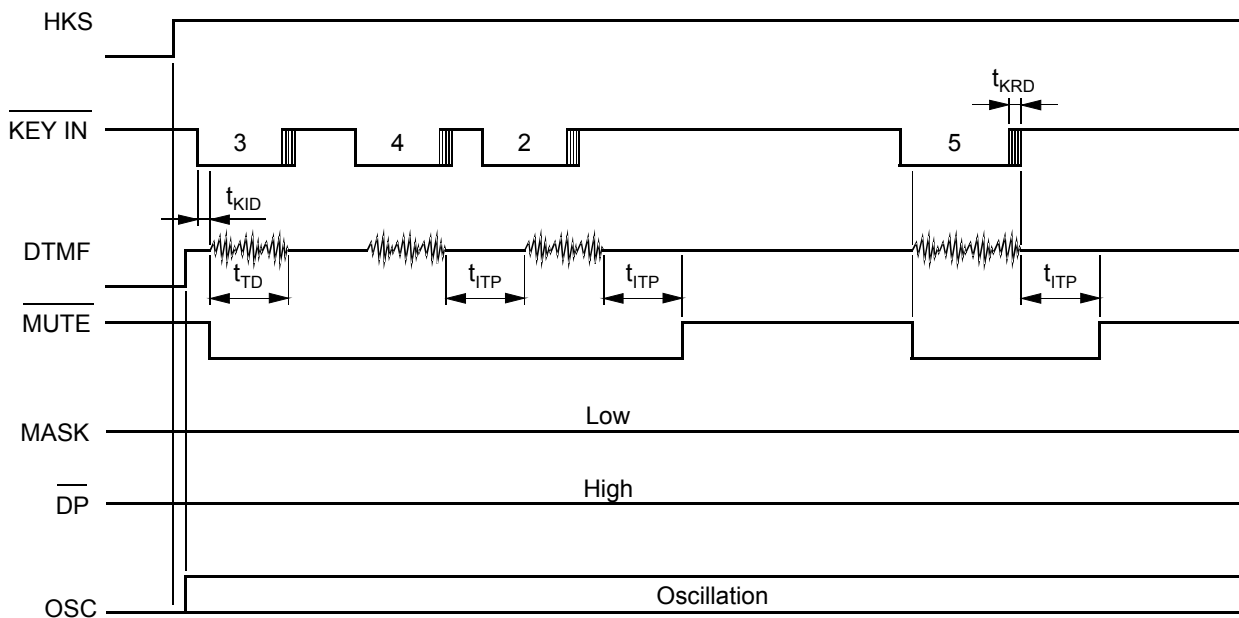 HKS
tKRD
KEY IN
3
4
2
5
tKID
DTMF
tTD
tITP
tITP
tITP
MUTE
Low
MASK
High
DP
Oscillation
OSC